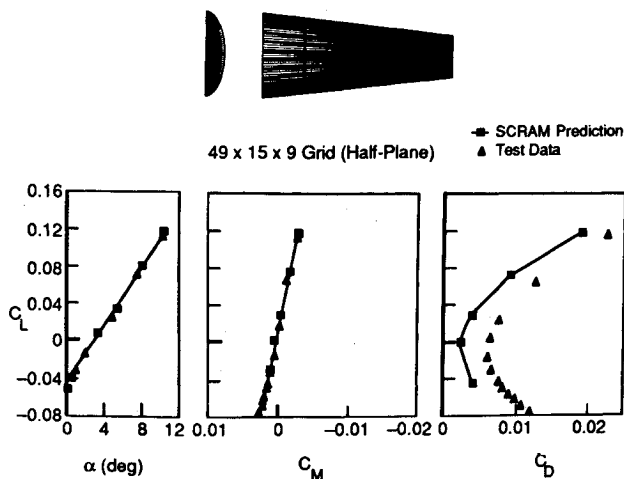 SCRAM Prediction
49 x 15 x 9 Grid (Half-Plane)
Test Data
0.16
0.12
0.08
0.04
C_L
0
-0.04
-0.08
0 4 8 12
α (deg)
0.01 0 -0.01 -0.02
C_M
0 0.01 0.02
C_D